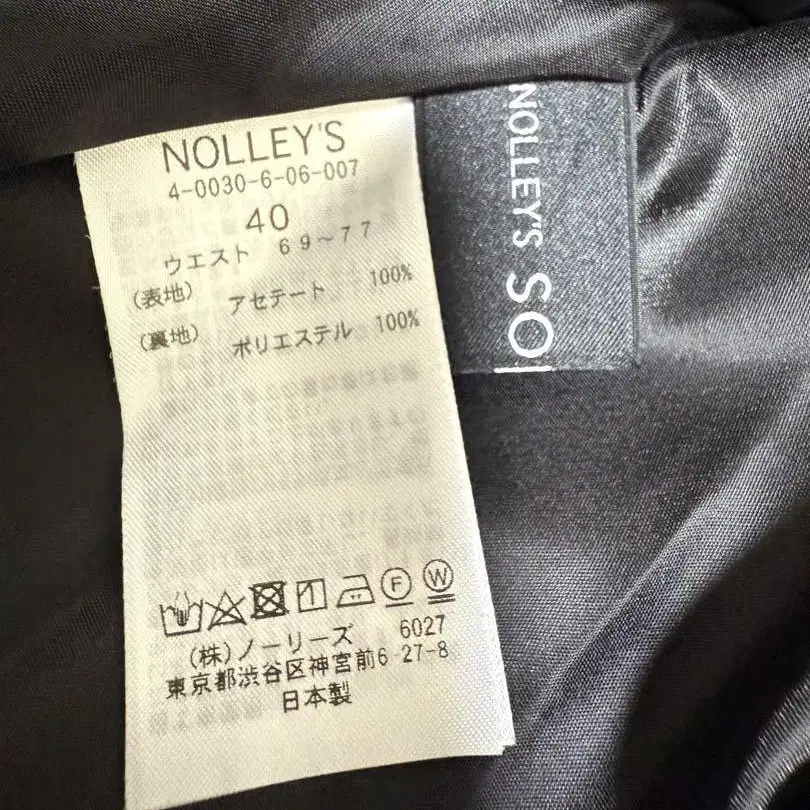 NOLLEY'S
4-0030-6-06-007
40
ウエスト 69~77
(表地) アセテート 100%
(裏地) ポリエステル 100%
(株)ノーリーズ 6027
東京都渋谷区神宮前6-27-8
日本製
NOLLEY'S SO
F
W